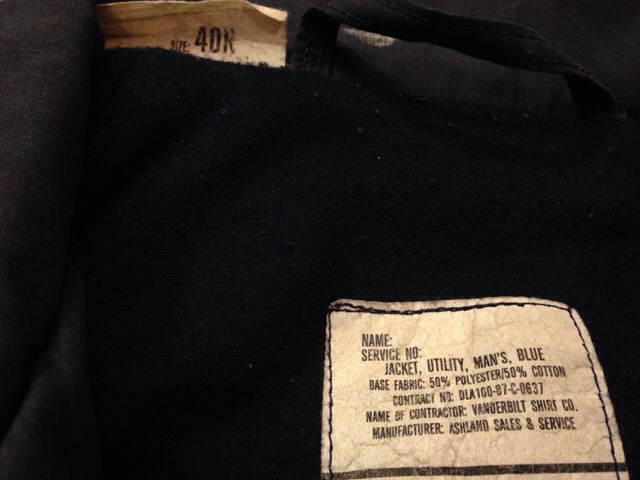 SIZE: 40R
NAME:
SERVICE NO:
JACKET, UTILITY, MAN'S, BLUE
BASE FABRIC: 50% POLYESTER/50% COTTON
CONTRACT NO: DLA100-87-C-0637
NAME OF CONTRACTOR: VANDERBILT SHIRT CO.
MANUFACTURER: ASHLAND SALES & SERVICE